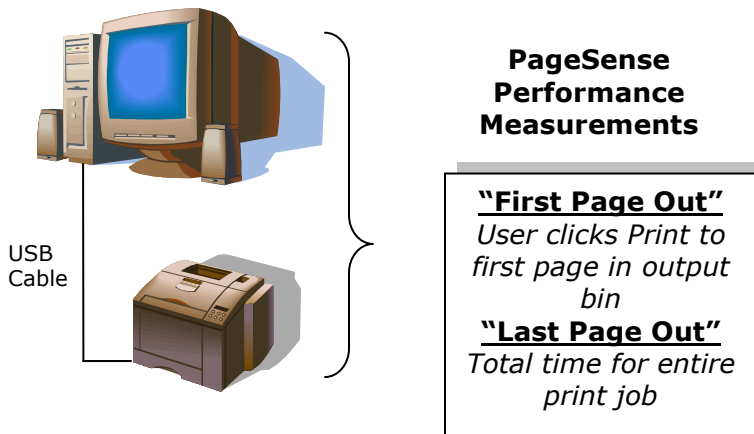 PageSense
Performance
Measurements
“First Page Out”
User clicks Print to
first page in output
bin
“Last Page Out”
Total time for entire
print job
USB
Cable